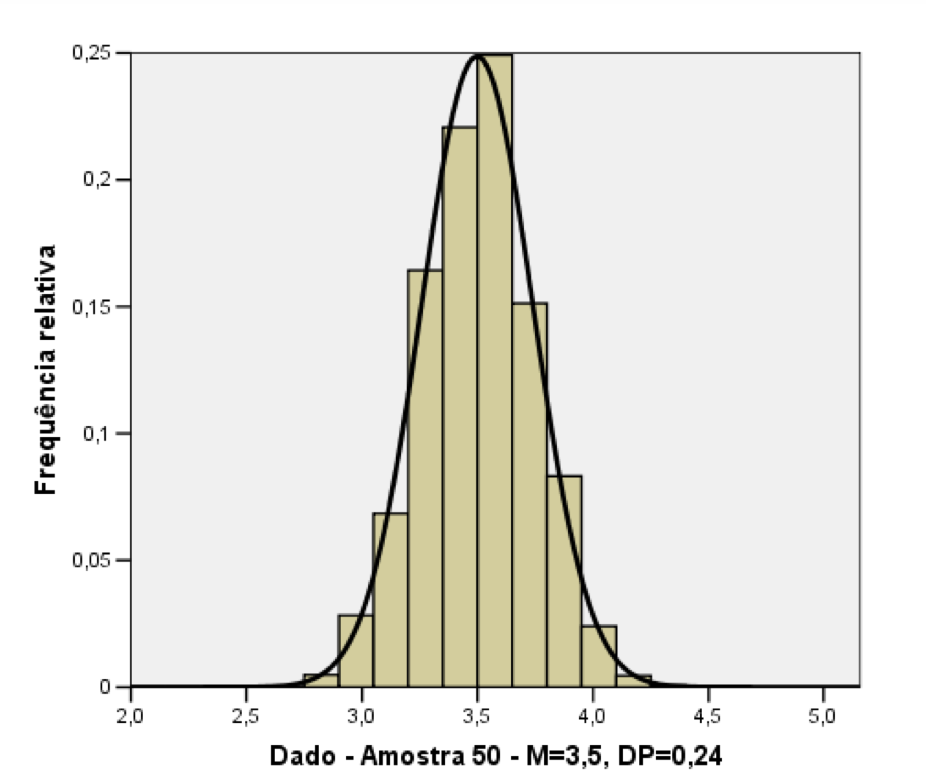 Frequência relativa
0,25
0,2
0,15
0,1
0,05
0
2,0 2,5 3,0 3,5 4,0 4,5 5,0
Dado - Amostra 50 - M=3,5, DP=0,24